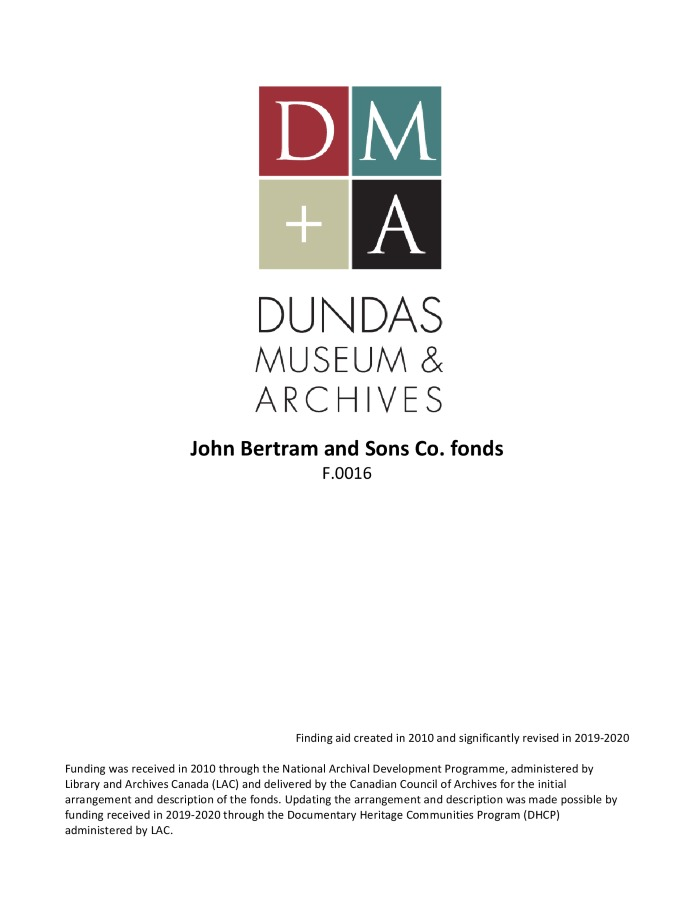 D M
+ A
DUNDAS
MUSEUM &
ARCHIVES
John Bertram and Sons Co. fonds
F.0016
Finding aid created in 2010 and significantly revised in 2019-2020
Funding was received in 2010 through the National Archival Development Programme, administered by
Library and Archives Canada (LAC) and delivered by the Canadian Council of Archives for the initial
arrangement and description of the fonds. Updating the arrangement and description was made possible by
funding received in 2019-2020 through the Documentary Heritage Communities Program (DHCP)
administered by LAC.